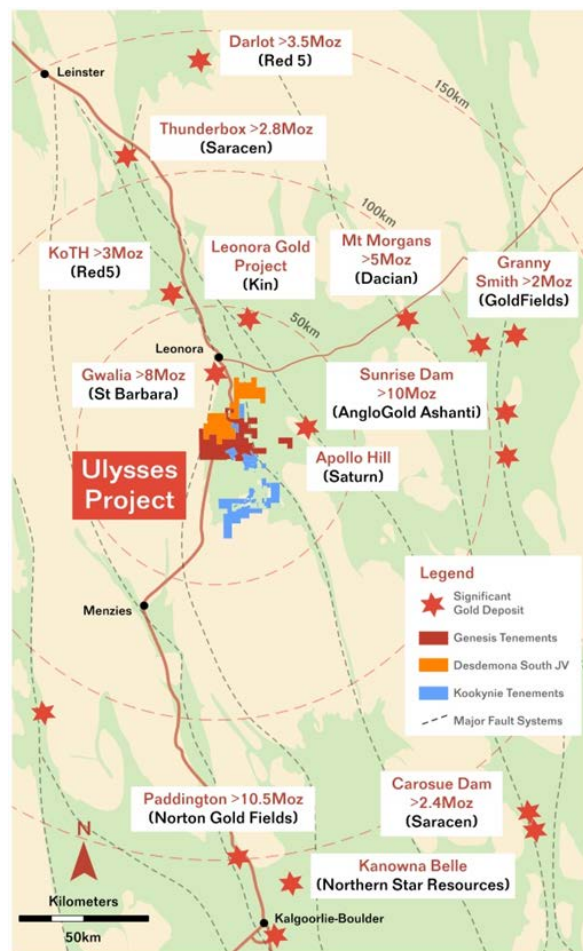 Darlot >3.5Moz
(Red 5)
Leinster
150km
Thunderbox >2.8Moz
(Saracen)
100km
KoTH >3Moz
(Red5)
Leonora Gold
Project
(Kin)
Mt Morgans
>5Moz
(Dacian)
Granny
Smith >2Moz
(GoldFields)
50km
Leonora
Gwalia >8Moz
(St Barbara)
Sunrise Dam
>10Moz
(AngloGold Ashanti)
Apollo Hill
(Saturn)
Ulysses
Project
Legend
Significant
Gold Deposit
Genesis Tenements
Desdemona South JV
Kookynie Tenements
Major Fault Systems
Menzies
Paddington >10.5Moz
(Norton Gold Fields)
Carosue Dam
>2.4Moz
(Saracen)
N
Kanowna Belle
(Northern Star Resources)
Kilometers
50km
Kalgoorlie-Boulder